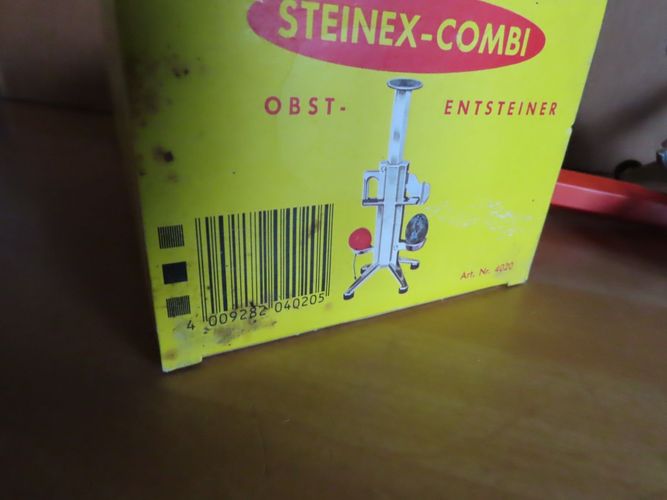 STEINEX-COMBI
OBST- ENTSTEINER
Art. Nr. 4020
4 009282 040205